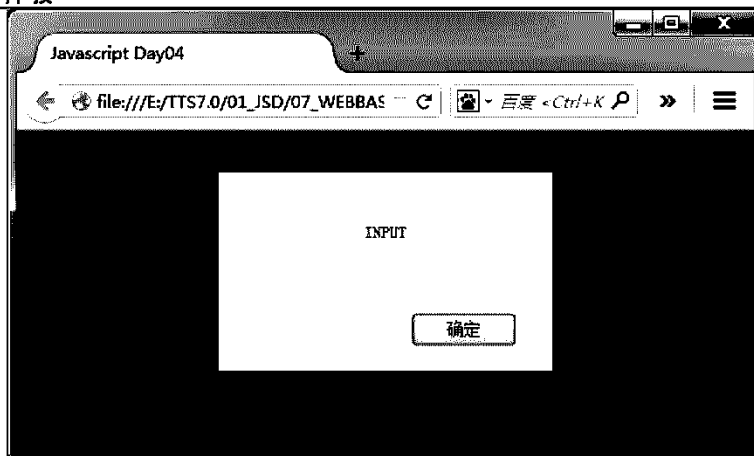 Javascript Day04
file:///E:/TTS7.0/01_JSD/07_WEBBAS
百度 <Ctrl+K
INPUT
确定